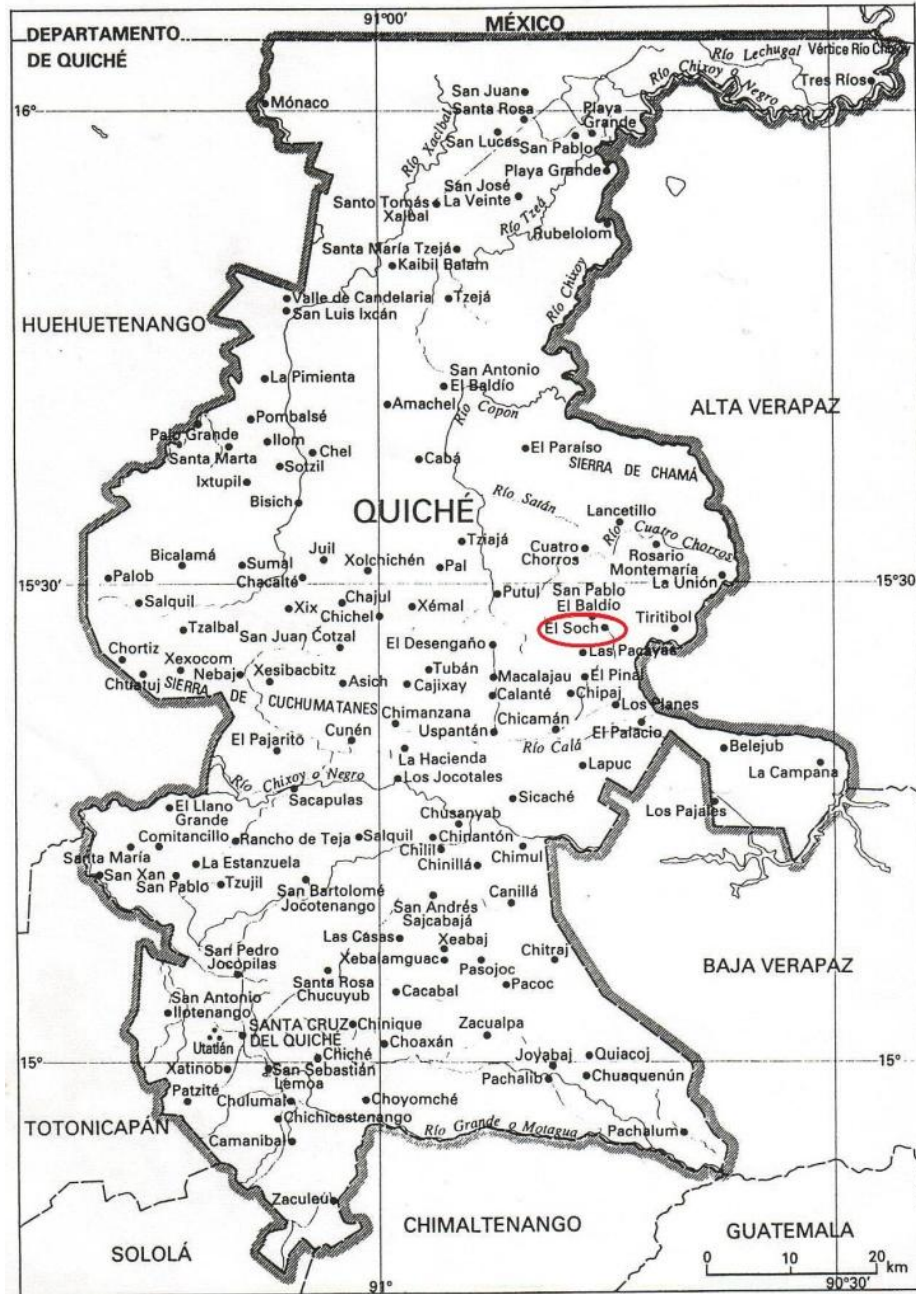 DEPARTAMENTO
DE QUICHÉ
91°00'
MÉXICO
Río Lechugal
Vértice Río Chixoy
Río Chixoy o Negro
Tres Ríos
16°
Mónaco
San Juan
Santa Rosa
Playa
Grande
San Lucas
San Pablo
Río Xaclbal
Playa Grande
San José
La Veinte
Santo Tomás
Xalbal
Río Tzeá
Rubelolom
Santa María Tzejá
Kaibil Balam
Río Chixoy
Valle de Candelaria
Tzejá
San Luis Ixcán
HUEHUETENANGO
La Pimienta
San Antonio
El Baldío
Amachel
Río Copón
ALTA VERAPAZ
Pombalsé
Palo Grande
Ilom
Santa Marta
Chel
Sotzil
Cabá
El Paraíso
SIERRA DE CHAMÁ
Ixtupil
Bisich
Río Satán
QUICHÉ
Lancetillo
Río Cuatro Chorros
Tziajá
Cuatro
Chorros
Rosario
Montemaría
La Unión
Bicalamá
Sumal
Juil
Xolchichén
Pal
Chacalté
Palob
15°30'
15°30'
Salquil
Xix
Chajul
Chichel
Xémal
Putul
San Pablo
El Baldío
El Soch
Tiritibol
Tzalbal
San Juan Cotzal
El Desengaño
Las Pacayas
Chortiz
Xexocom
Chuatuj
Nebaj
Xesibacbitz
Asich
Tubán
Cajixay
Macalajau
Calanté
El Pinal
Chipaj
Los Planes
SIERRA DE CUCHUMATANES
Chimanzana
Chicamán
Uspantán
El Palacio
Río Calá
El Pajarito
Cunén
La Hacienda
Los Jocotales
Lapuc
Belejub
La Campana
Río Chixoy o Negro
Sacapulas
Sicaché
Los Pajales
El Llano
Grande
Chusanyab
Comitancillo
Rancho de Teja
Salquil
Chinantón
Santa María
Chilil
Chimul
La Estanzuela
Chinillá
San Xan
San Pablo
Tzujil
San Bartolomé
Jocotenango
San Andrés
Sajcabajá
Canillá
Las Casas
Xeabaj
San Pedro
Jocopilas
Xebalamguac
Pasojoc
Chitraj
BAJA VERAPAZ
Santa Rosa
Chucuyub
Cacabal
Pacoc
San Antonio
Ilotenango
SANTA CRUZ
DEL QUICHÉ
Utatlán
Chinique
Choaxán
Zacualpa
Chiché
Joyabaj
Quiacoj
15°
15°
Xatinob
San Sebastián
Lemoa
Pachalib
Chuaquenún
Patzité
Chulumal
Choyomché
Chichicastenango
TOTONICAPÁN
Camanibal
Río Grande o Motagua
Pachalum
Zaculeul
CHIMALTENANGO
GUATEMALA
SOLOLÁ
0 10 20
km
91°
90°30'